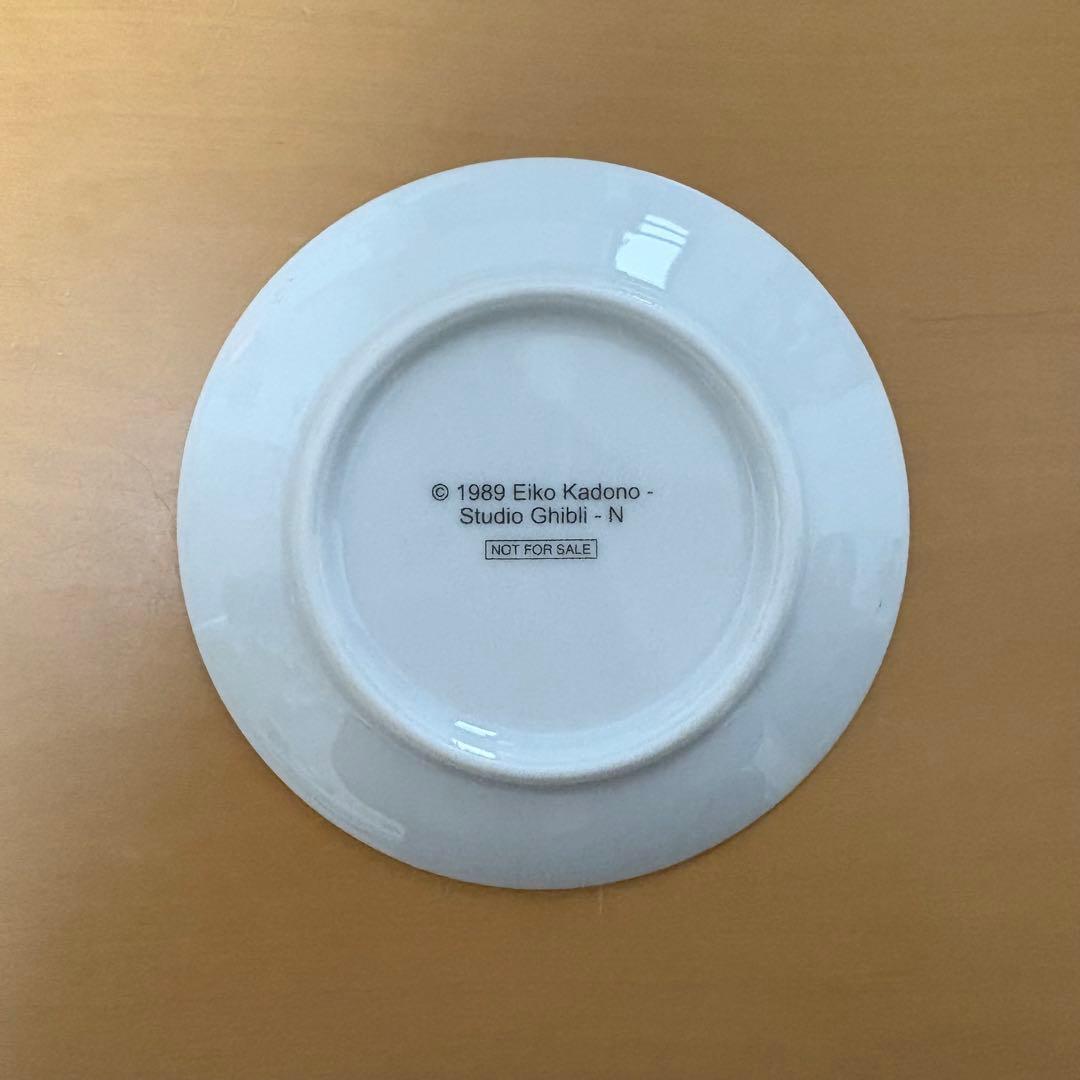 © 1989 Eiko Kadono -
Studio Ghibli - N
NOT FOR SALE